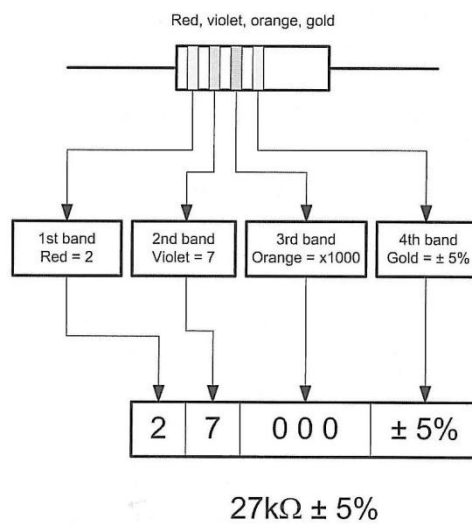 Red, violet, orange, gold
1st band
Red = 2
2nd band
Violet = 7
3rd band
Orange = x1000
4th band
Gold = ± 5%
2 7 0 0 0 ± 5%
27kΩ ± 5%